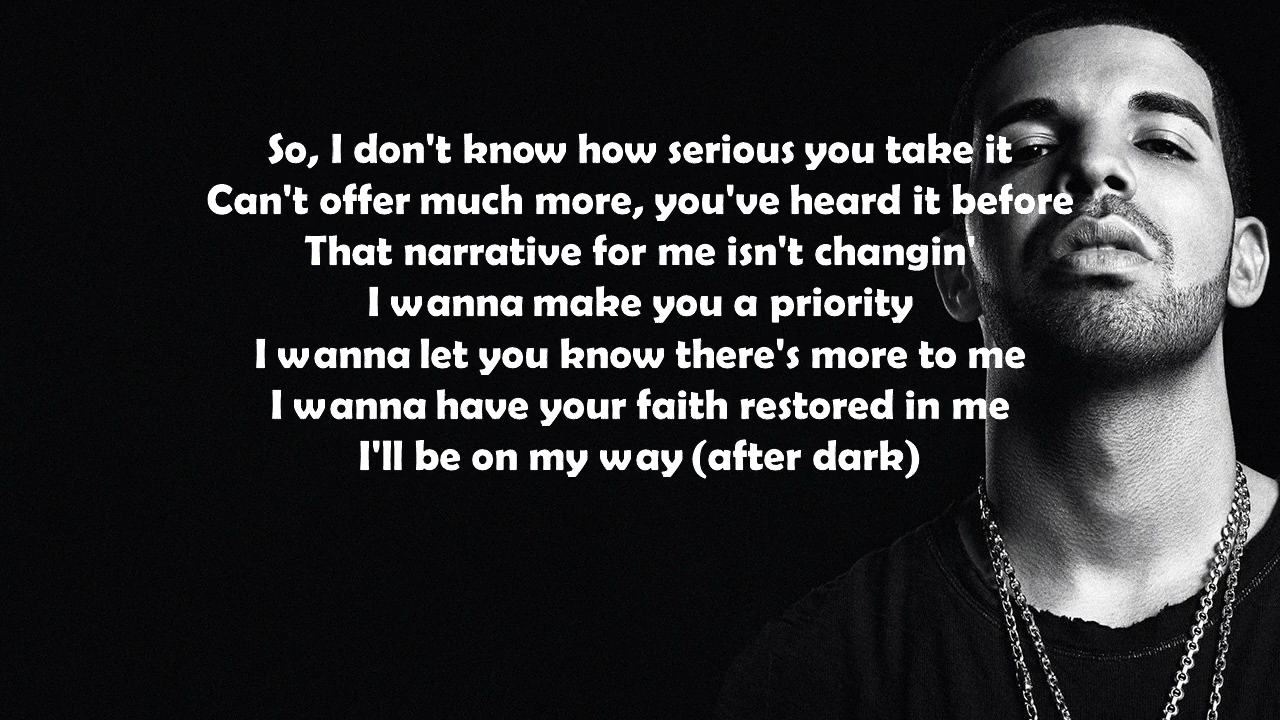 So, I don't know how serious you take it
Can't offer much more, you've heard it before
That narrative for me isn't changin'
I wanna make you a priority
I wanna let you know there's more to me
I wanna have your faith restored in me
I'll be on my way (after dark)